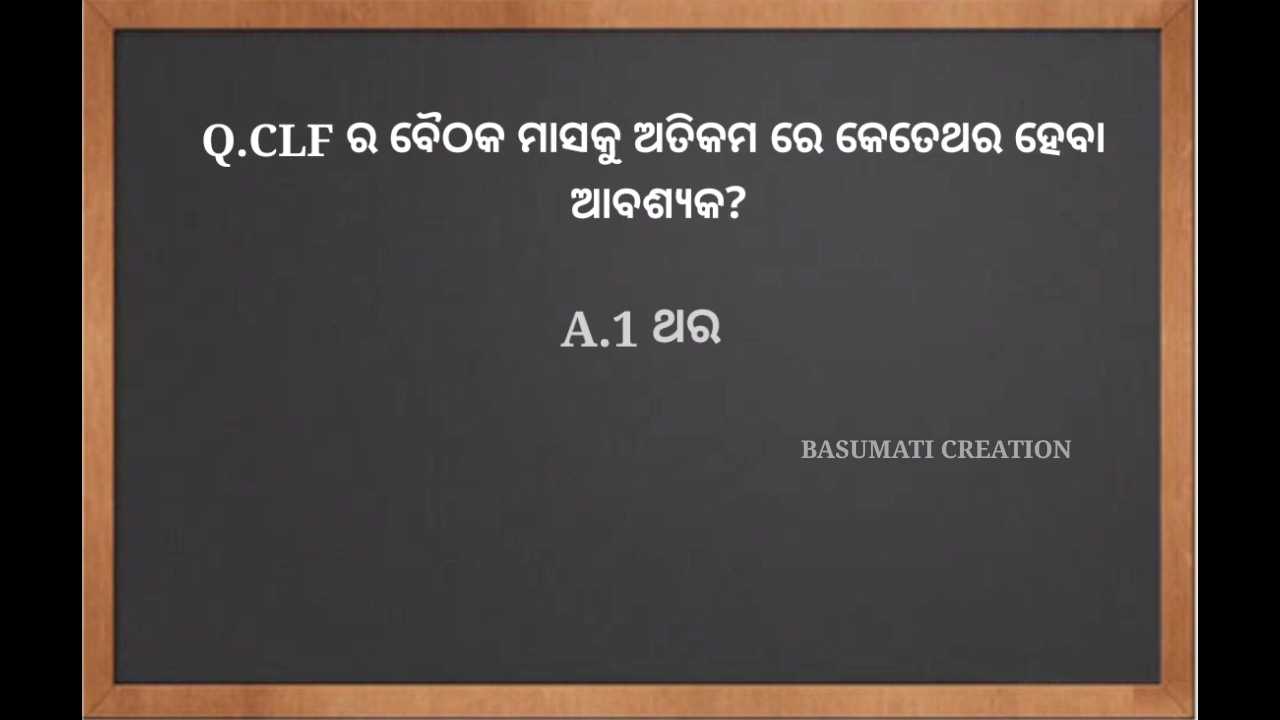 Q.CLF ର ବୈଠକ ମାସକୁ ଅତିକମ ରେ କେତେଥର ହେବା
ଆବଶ୍ୟକ?
A.1 ଥର
BASUMATI CREATION